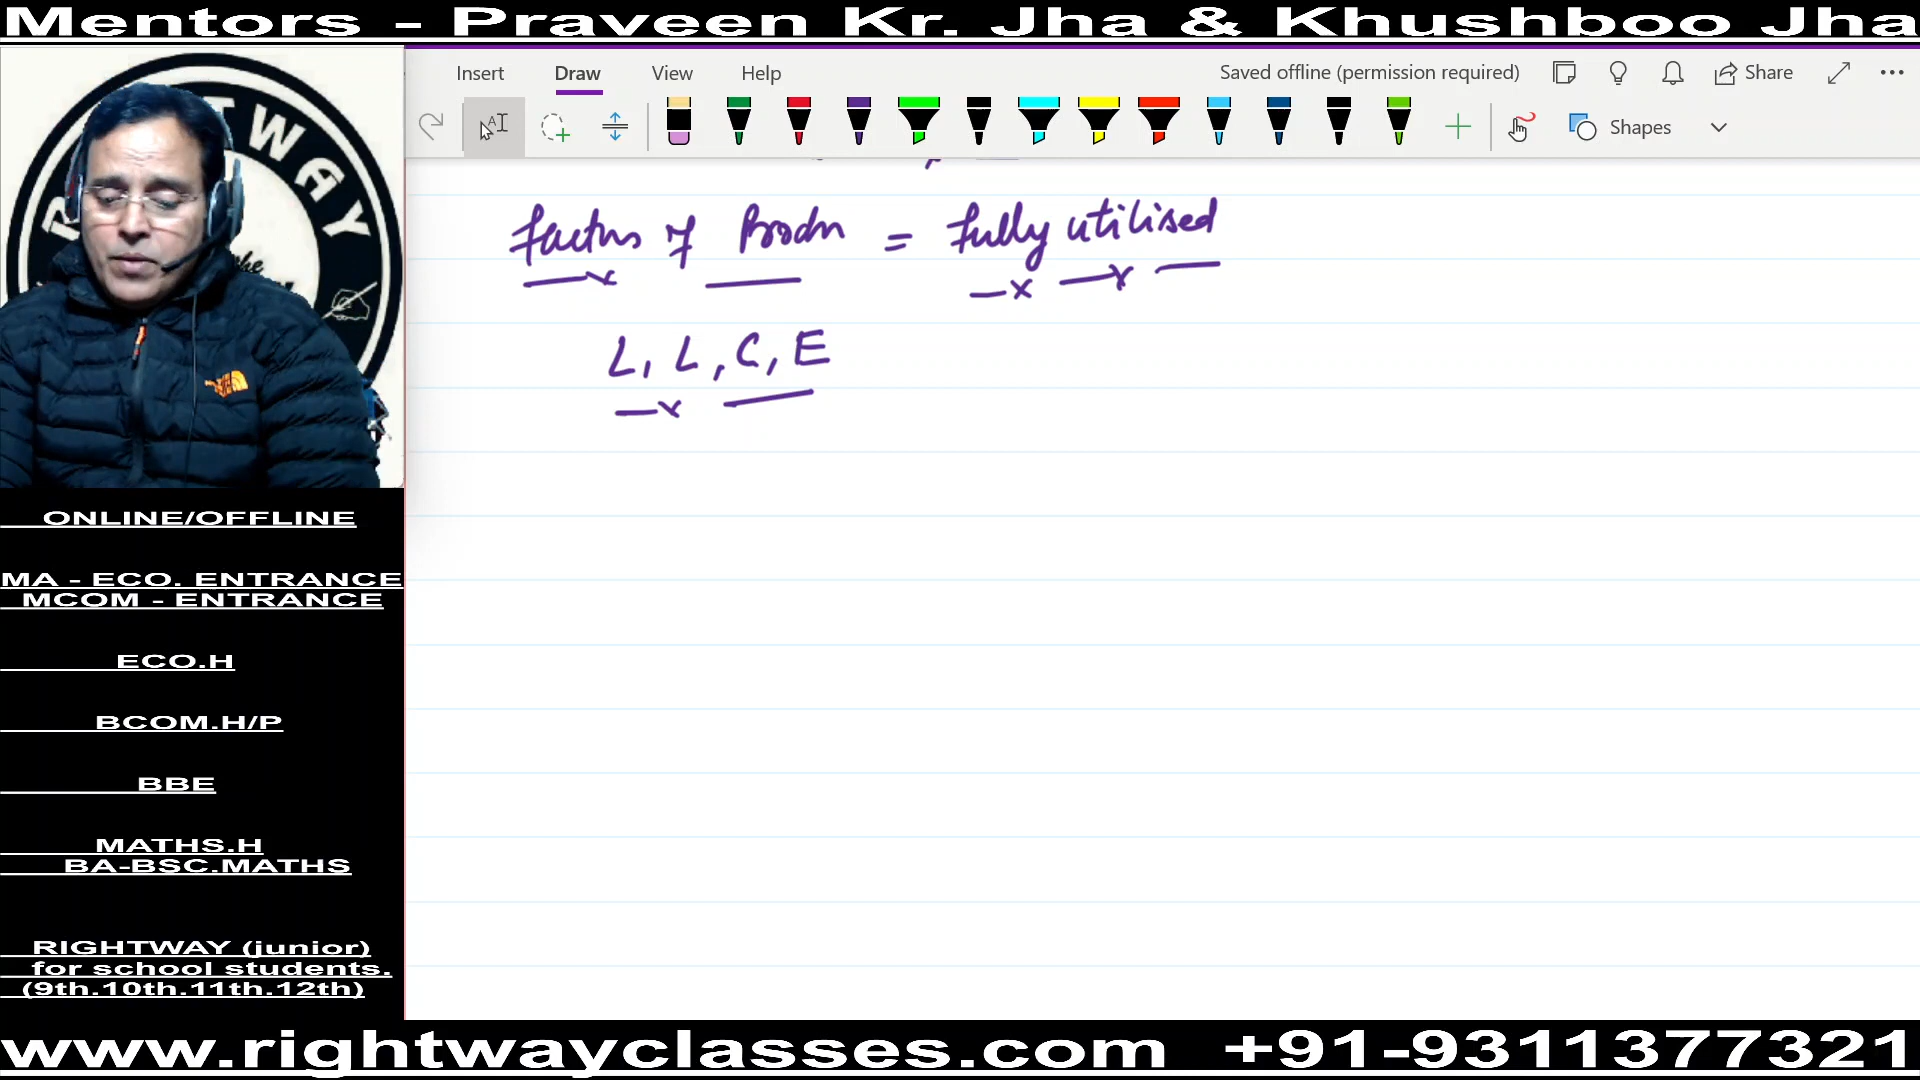 Mentors - Praveen Kr. Jha & Khushboo Jha
Insert Draw View Help Saved offline (permission required) Share
Shapes
factors of Prodn = fully utilised
L, L, C, E
RIGHTWAY
the
ONLINE/OFFLINE
MA - ECO. ENTRANCE
MCOM - ENTRANCE
ECO.H
BCOM.H/P
BBE
MATHS.H
BA-BSC.MATHS
RIGHTWAY (junior)
for school students.
(9th.10th.11th.12th)
www.rightwayclasses.com +91-9311377321